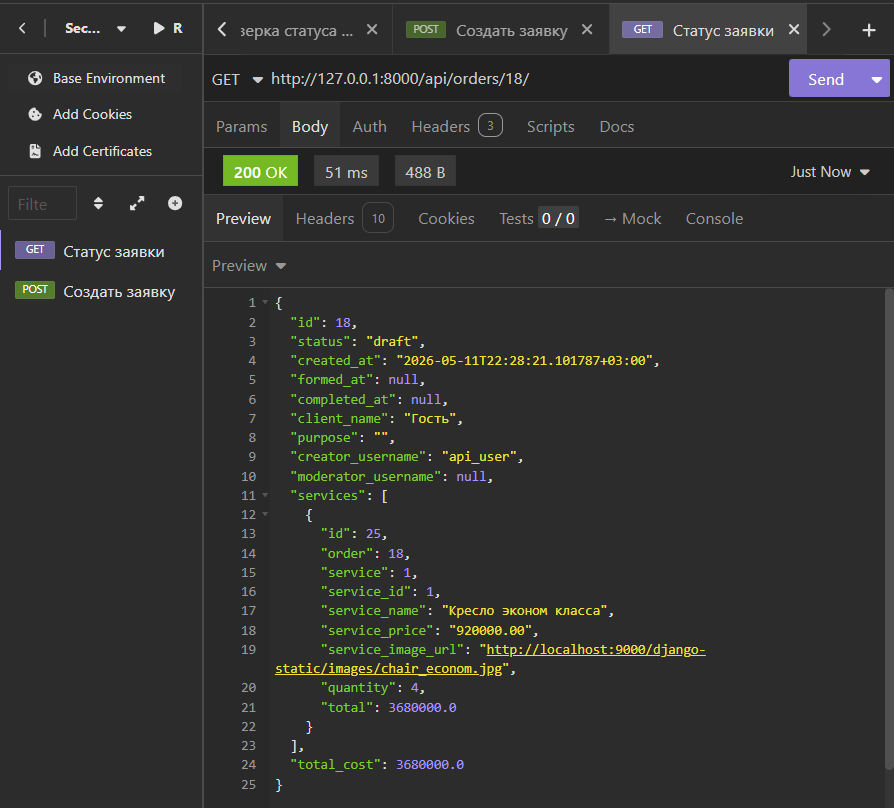 Sec... R
зерка статуса ... POST Создать заявку GET Статус заявки
GET http://127.0.0.1:8000/api/orders/18/ Send
Base Environment
Add Cookies
Add Certificates
Filte
GET Статус заявки
POST Создать заявку
Params Body Auth Headers 3 Scripts Docs
200 OK 51 ms 488 B Just Now
Preview Headers 10 Cookies Tests 0 / 0 → Mock Console
Preview
1 {
2 "id": 18,
3 "status": "draft",
4 "created_at": "2026-05-11T22:28:21.101787+03:00",
5 "formed_at": null,
6 "completed_at": null,
7 "client_name": "Гость",
8 "purpose": "",
9 "creator_username": "api_user",
10 "moderator_username": null,
11 "services": [
12 {
13 "id": 25,
14 "order": 18,
15 "service": 1,
16 "service_id": 1,
17 "service_name": "Кресло эконом класса",
18 "service_price": "920000.00",
19 "service_image_url": "http://localhost:9000/django-
static/images/chair_econom.jpg",
20 "quantity": 4,
21 "total": 3680000.0
22 }
23 ],
24 "total_cost": 3680000.0
25 }